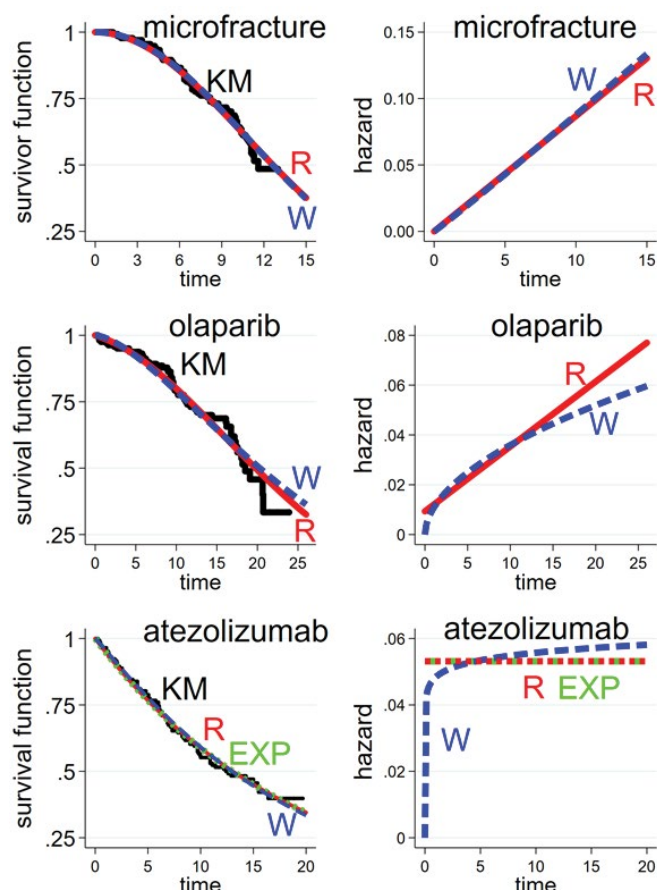 microfracture
survivor function
1
.75
.5
.25
KM
R
W
0 3 6 9 12 15
time
microfracture
hazard
0.15
0.10
0.05
0.00
W
R
0 5 10 15
time
olaparib
survival function
1
.75
.5
.25
KM
W
R
0 5 10 15 20 25
time
olaparib
hazard
.08
.06
.04
.02
0
R
W
0 5 10 15 20 25
time
atezolizumab
survival function
1
.75
.5
.25
KM
R
EXP
W
0 5 10 15 20
time
atezolizumab
hazard
.06
.04
.02
0
R EXP
W
0 5 10 15 20
time